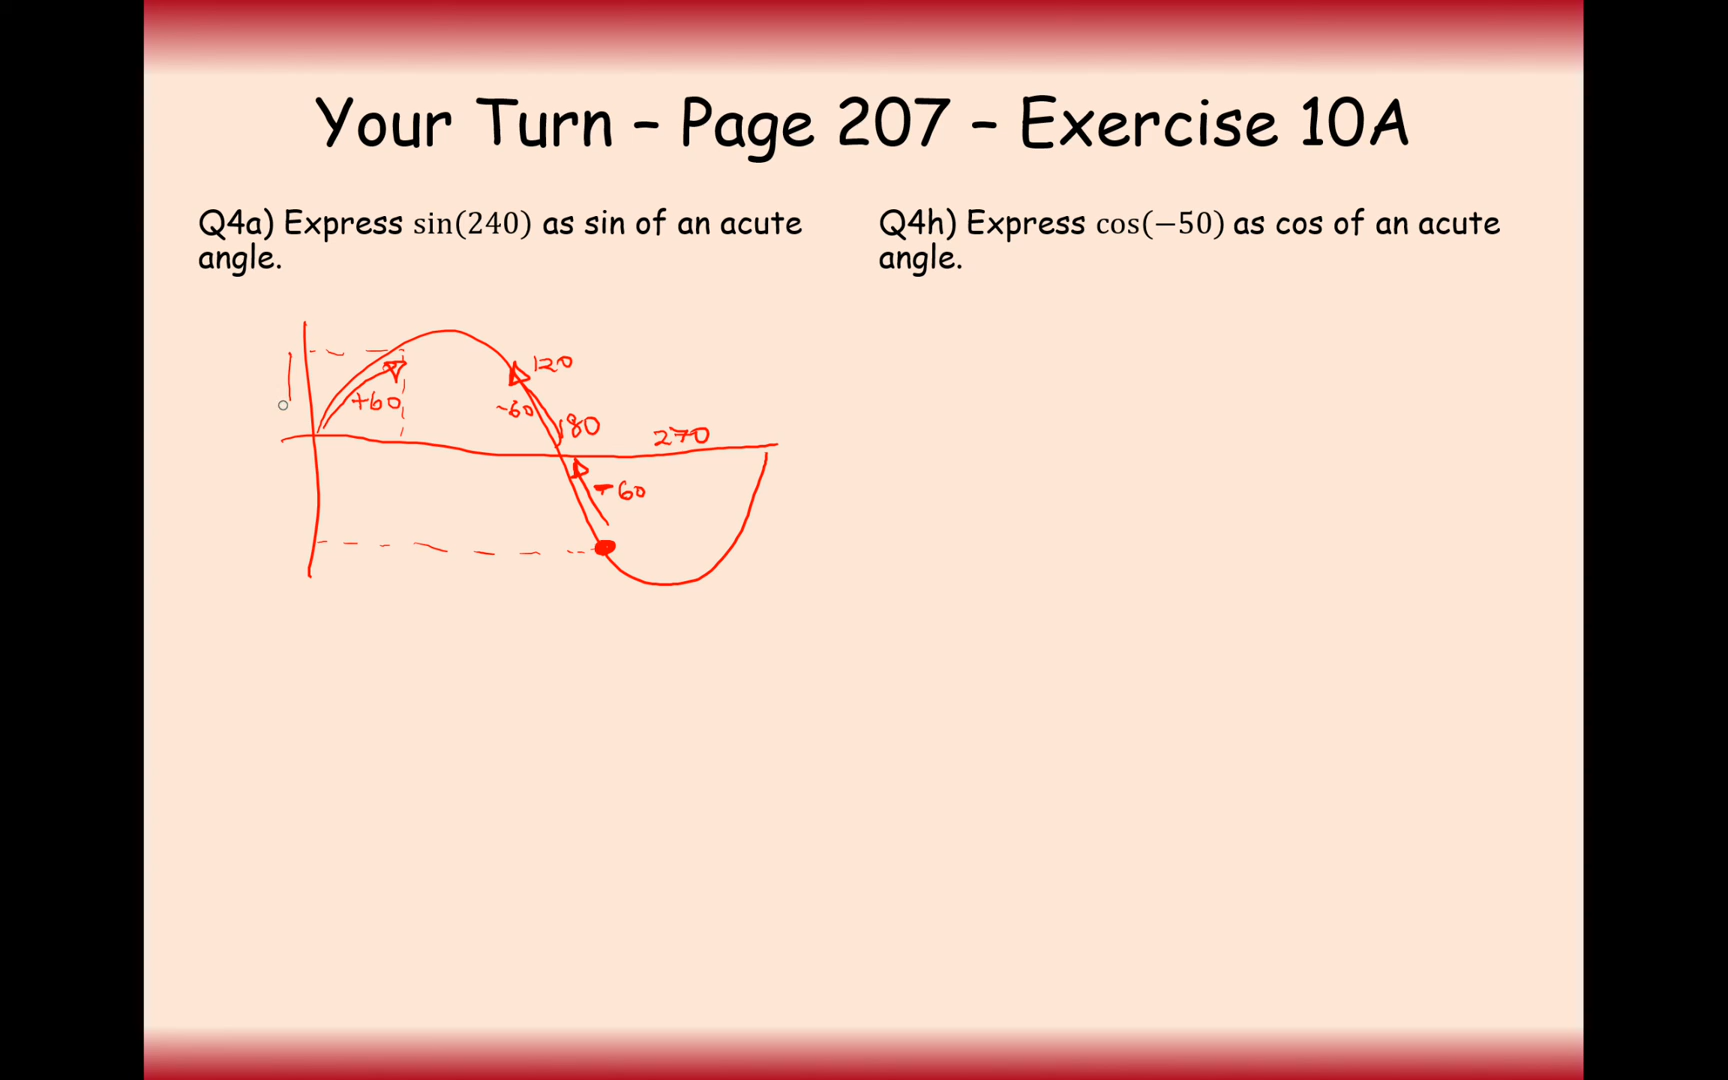 Your Turn – Page 207 – Exercise 10A
Q4a) Express sin(240) as sin of an acute
angle.
Q4h) Express cos(−50) as cos of an acute
angle.
120
+60
-60
180
270
-60